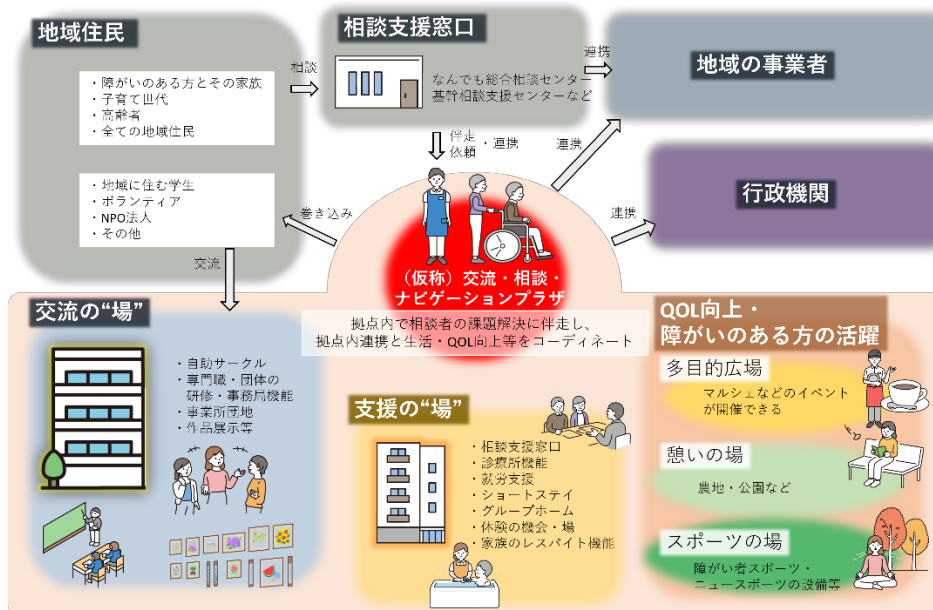 地域住民
・障がいのある方とその家族
・子育て世代
・高齢者
・全ての地域住民
・地域に住む学生
・ボランティア
・NPO法人
・その他
相談
相談支援窓口
なんでも総合相談センター
基幹相談支援センターなど
連携
地域の事業者
伴走
依頼
・連携
連携
行政機関
連携
巻き込み
交流
（仮称）交流・相談・
ナビゲーションプラザ
拠点内で相談者の課題解決に伴走し、
拠点内連携と生活・QOL向上等をコーディネート
交流の“場”
・自助サークル
・専門職・団体の
研修・事務局機能
・事業所団地
・作品展示等
支援の“場”
・相談支援窓口
・診療所機能
・就労支援
・ショートステイ
・グループホーム
・体験の機会・場
・家族のレスパイト機能
QOL向上・
障がいのある方の活躍
多目的広場
マルシェなどのイベント
が開催できる
憩いの場
農地・公園など
スポーツの場
障がい者スポーツ・
ニュースポーツの設備等